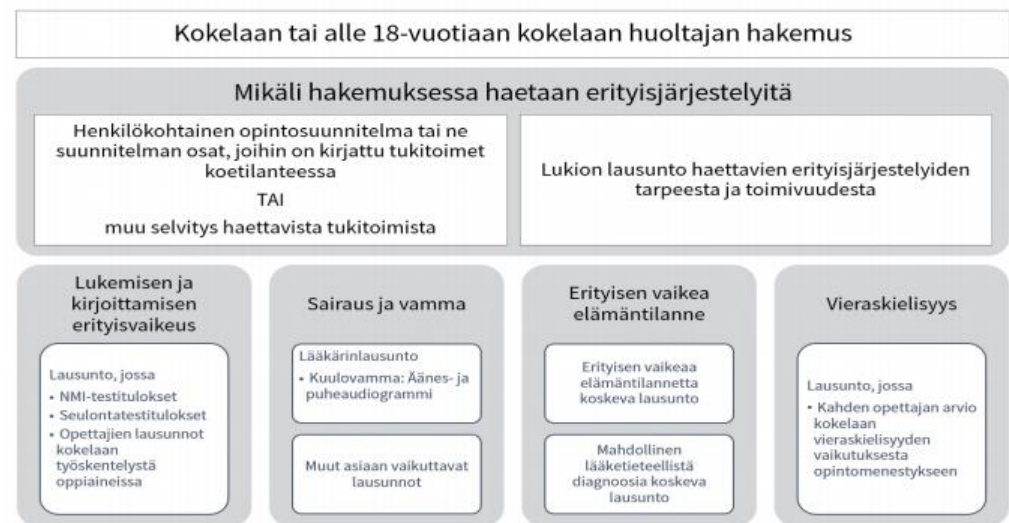 Kokelaan tai alle 18-vuotiaan kokelaan huoltajan hakemus
Mikäli hakemuksessa haetaan erityisjärjestelyitä
Henkilökohtainen opintosuunnitelma tai ne
suunnitelman osat, joihin on kirjattu tukitoimet
koetilanteessa
TAI
muu selvitys haettavista tukitoimista
Lukion lausunto haettavien erityisjärjestelyiden
tarpeesta ja toimivuudesta
Lukemisen ja
kirjoittamisen
erityisvaikeus
Lausunto, jossa
• NMI-testitulokset
• Seulontatestitulokset
• Opettajien lausunnot
kokelaan
työskentelystä
oppiaineissa
Sairaus ja vamma
Lääkärinlausunto
• Kuulovamma: Äänes- ja
puheaudiogrammi
Muut asiaan vaikuttavat
lausunnot
Erityisen vaikea
elämäntilanne
Erityisen vaikeaa
elämäntilannetta
koskeva lausunto
Mahdollinen
lääketieteellistä
diagnoosia koskeva
lausunto
Vieraskielisyys
Lausunto, jossa
• Kahden opettajan arvio
kokelaan
vieraskielisyyden
vaikutuksesta
opintomenestykseen